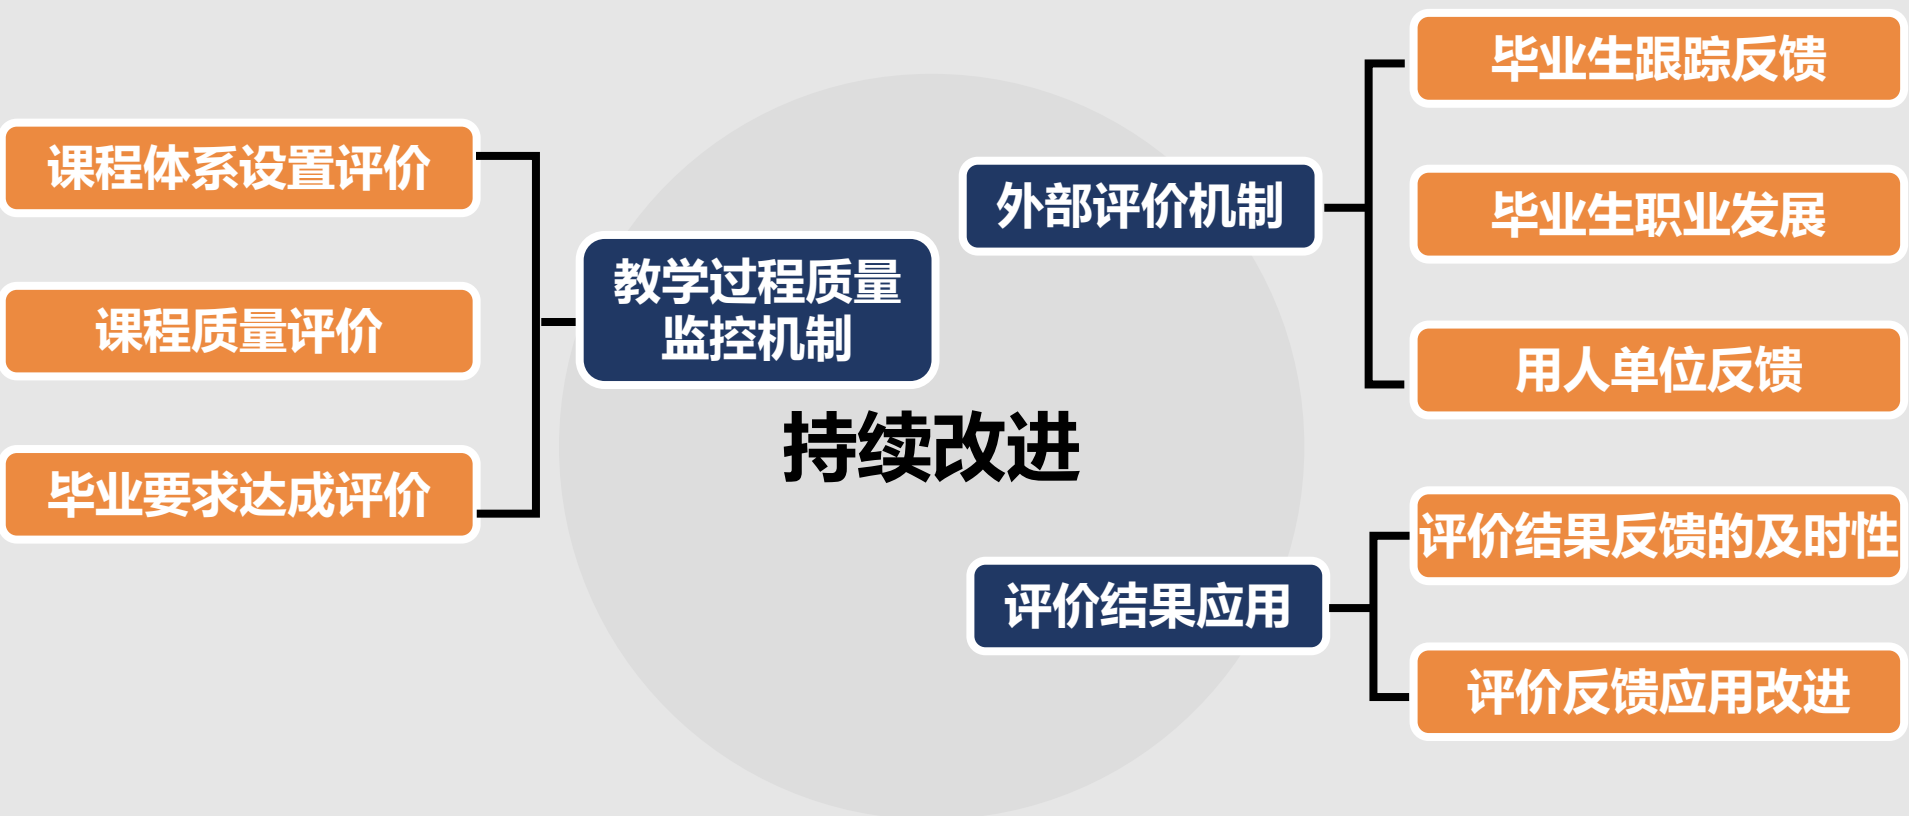 课程体系设置评价
课程质量评价
毕业要求达成评价
教学过程质量
监控机制
持续改进
外部评价机制
毕业生跟踪反馈
毕业生职业发展
用人单位反馈
评价结果应用
评价结果反馈的及时性
评价反馈应用改进